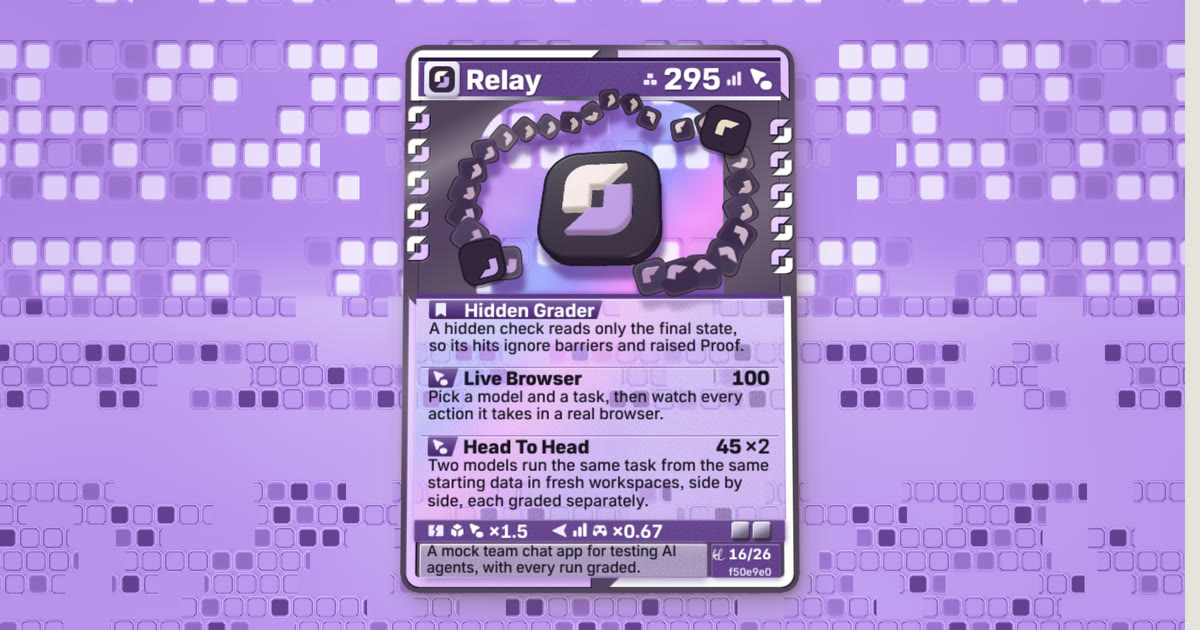 Relay
295
Hidden Grader
A hidden check reads only the final state,
so its hits ignore barriers and raised Proof.
Live Browser 100
Pick a model and a task, then watch every
action it takes in a real browser.
Head To Head 45 ×2
Two models run the same task from the same
starting data in fresh workspaces, side by
side, each graded separately.
×1.5 ×0.67
A mock team chat app for testing AI
agents, with every run graded.
16/26
f50e9e0